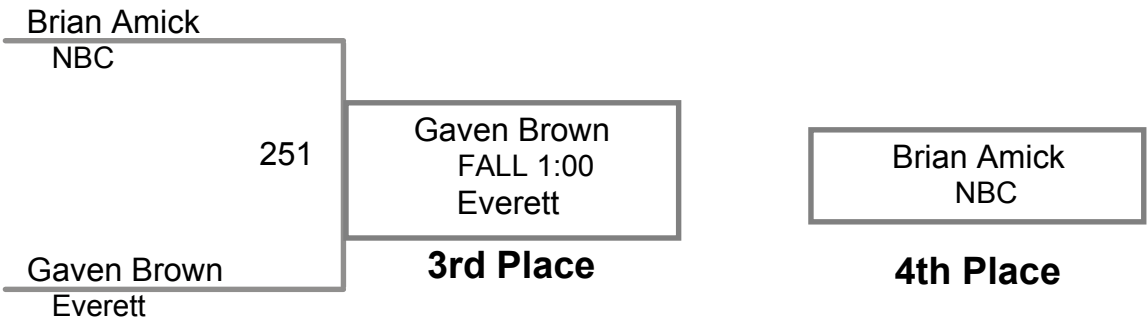 Brian Amick
NBC
251
Gaven Brown
Everett
Gaven Brown
FALL 1:00
Everett
3rd Place
Brian Amick
NBC
4th Place